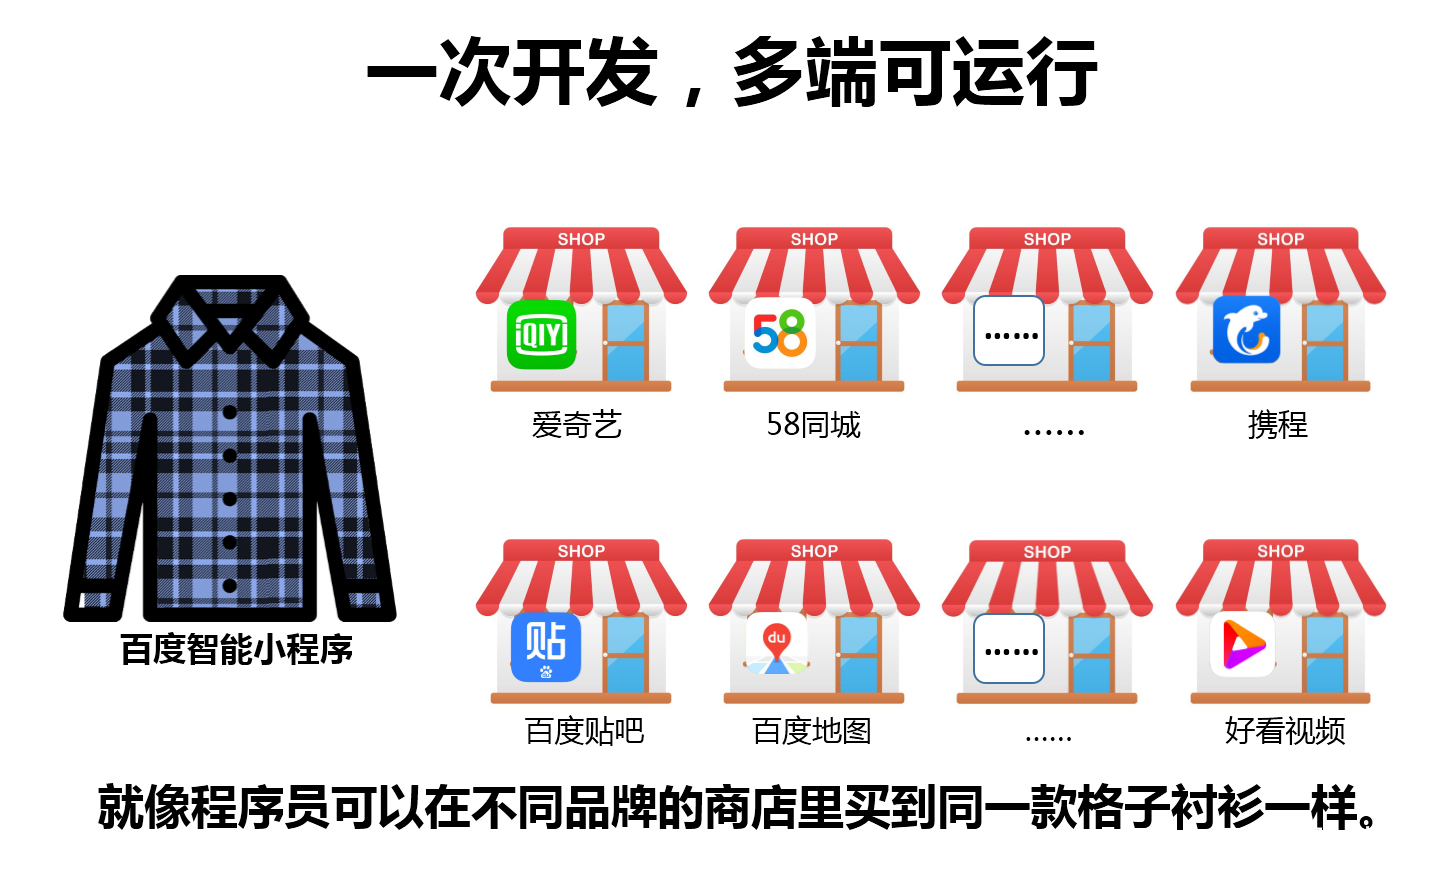 一次开发，多端可运行
SHOP SHOP SHOP SHOP
QIYI 58 ······
爱奇艺 58同城 ······ 携程
百度智能小程序
SHOP SHOP SHOP SHOP
贴 du ······
百度贴吧 百度地图 ······ 好看视频
就像程序员可以在不同品牌的商店里买到同一款格子衬衫一样。